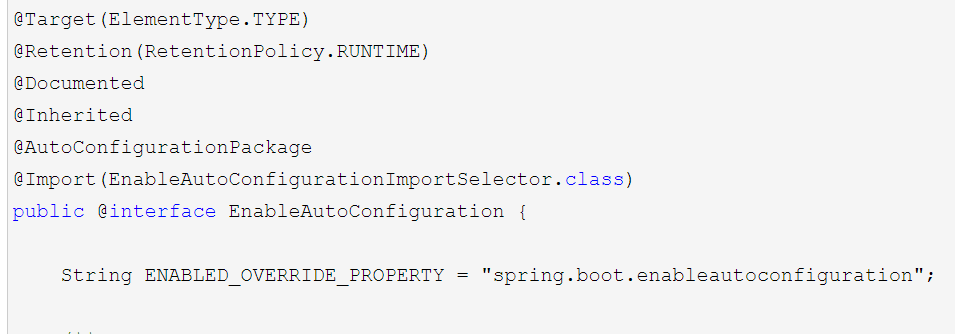 @Target(ElementType.TYPE)
@Retention(RetentionPolicy.RUNTIME)
@Documented
@Inherited
@AutoConfigurationPackage
@Import(EnableAutoConfigurationImportSelector.class)
public @interface EnableAutoConfiguration {
String ENABLED_OVERRIDE_PROPERTY = "spring.boot.enableautoconfiguration";